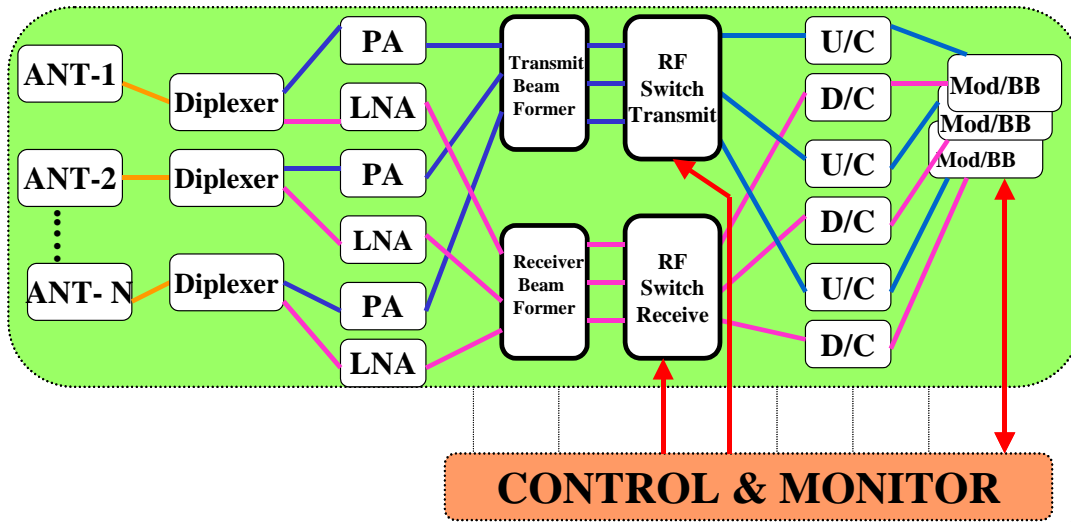 ANT-1
ANT-2
ANT- N
Diplexer
Diplexer
Diplexer
PA
LNA
PA
LNA
PA
LNA
Transmit
Beam
Former
Receiver
Beam
Former
RF
Switch
Transmit
RF
Switch
Receive
U/C
D/C
U/C
D/C
U/C
D/C
Mod/BB
Mod/BB
Mod/BB
CONTROL & MONITOR